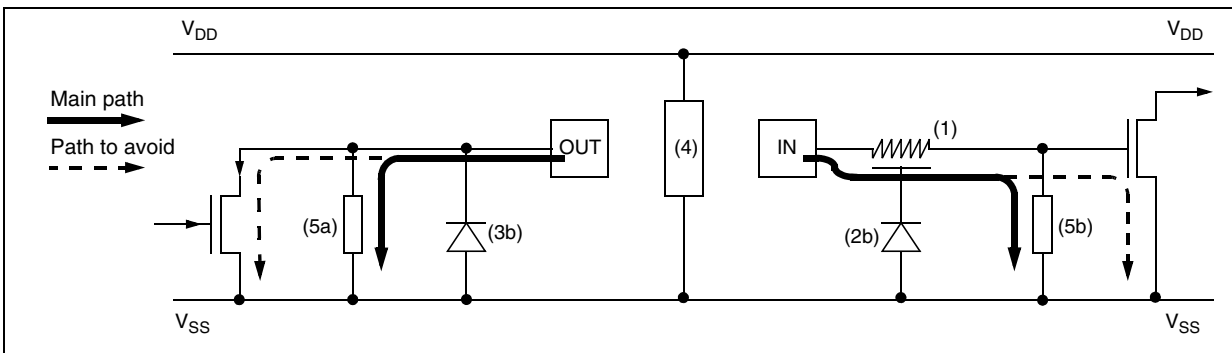 VDD
VDD
Main path
Path to avoid
OUT
(4)
IN
(1)
(5a)
(3b)
(2b)
(5b)
VSS
VSS